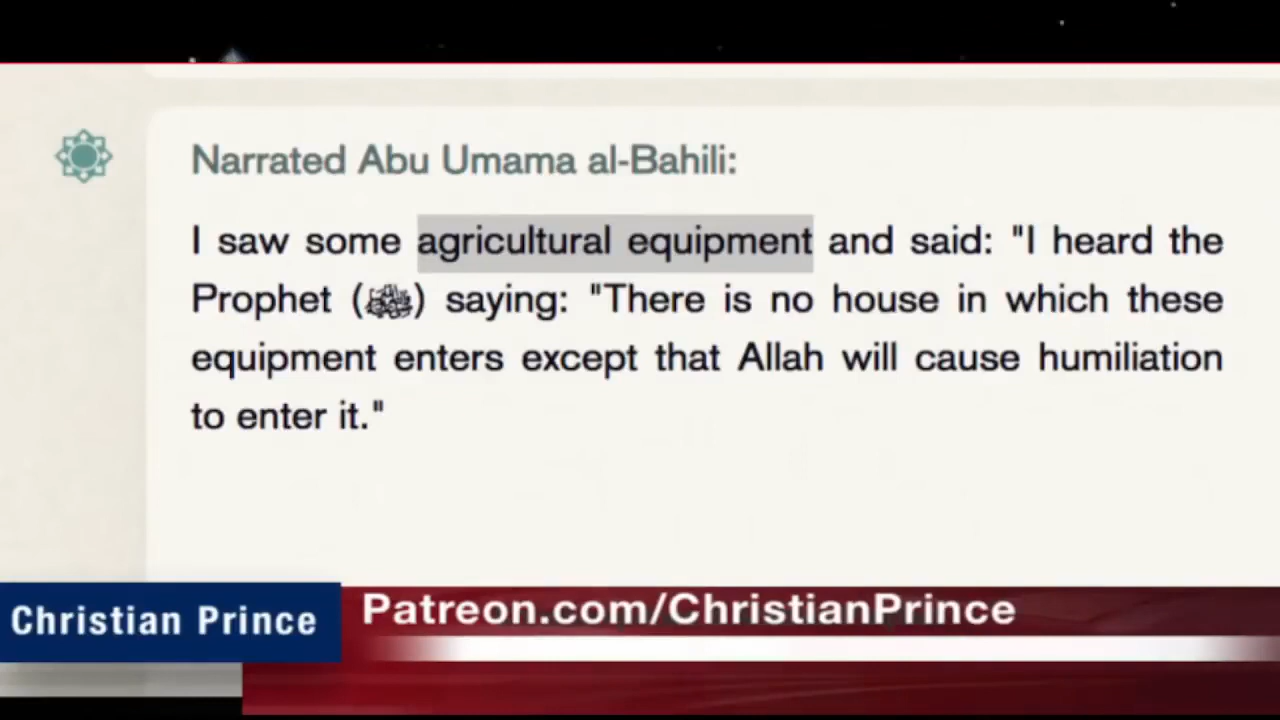 Narrated Abu Umama al-Bahili:
I saw some agricultural equipment and said: "I heard the
Prophet (ﷺ) saying: "There is no house in which these
equipment enters except that Allah will cause humiliation
to enter it."
Christian Prince
Patreon.com/ChristianPrince